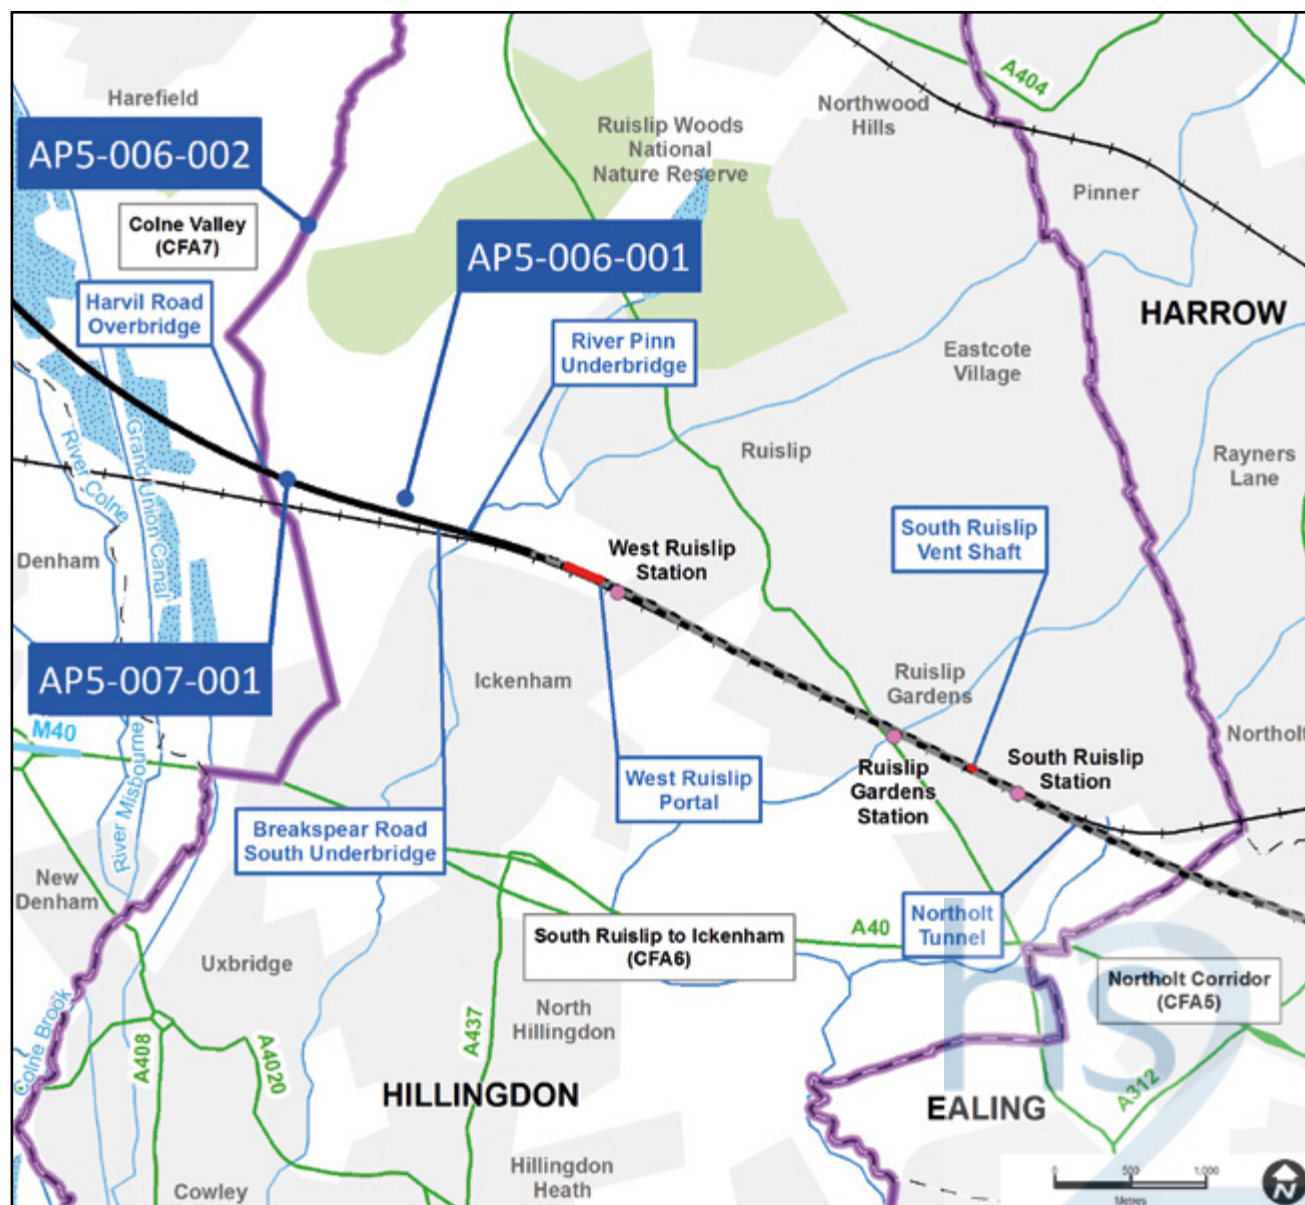 A404
Harefield
Northwood
Hills
Ruislip Woods
National
Nature Reserve
AP5-006-002
Pinner
Colne Valley
(CFA7)
AP5-006-001
Harvil Road
Overbridge
HARROW
River Pinn
Underbridge
Eastcote
Village
Ruislip
Rayners
Lane
River Colne
Grand Union Canal
South Ruislip
Vent Shaft
West Ruislip
Station
Denham
AP5-007-001
Ickenham
Ruislip
Gardens
M40
Northolt
South Ruislip
Station
River Misbourne
West Ruislip
Portal
Ruislip
Gardens
Station
Breakspear Road
South Underbridge
New
Denham
Northolt
Tunnel
A40
South Ruislip to Ickenham
(CFA6)
Uxbridge
Northolt Corridor
(CFA5)
North
Hillingdon
Colne Brook
A408
A4020
A437
hs2
HILLINGDON
EALING
A312
Hillingdon
Heath
Cowley
0 500 1,000
Metres
N